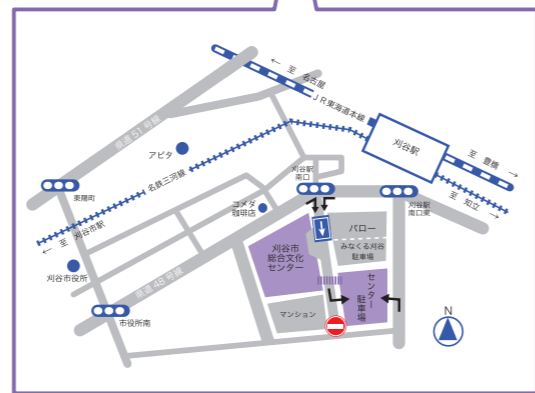 ← 至 名古屋
JR東海道本線
刈谷駅
至 豊橋 →
至 知立 →
県道51号線
アピタ
名鉄三河線
刈谷駅
南口
刈谷駅
南口東
東陽町
コメダ
珈琲店
← 至 刈谷市駅
刈谷市役所
県道48号線
市役所南
バロー
みなくる刈谷
駐車場
刈谷市
総合文化
センター
センター
駐車場
マンション
N